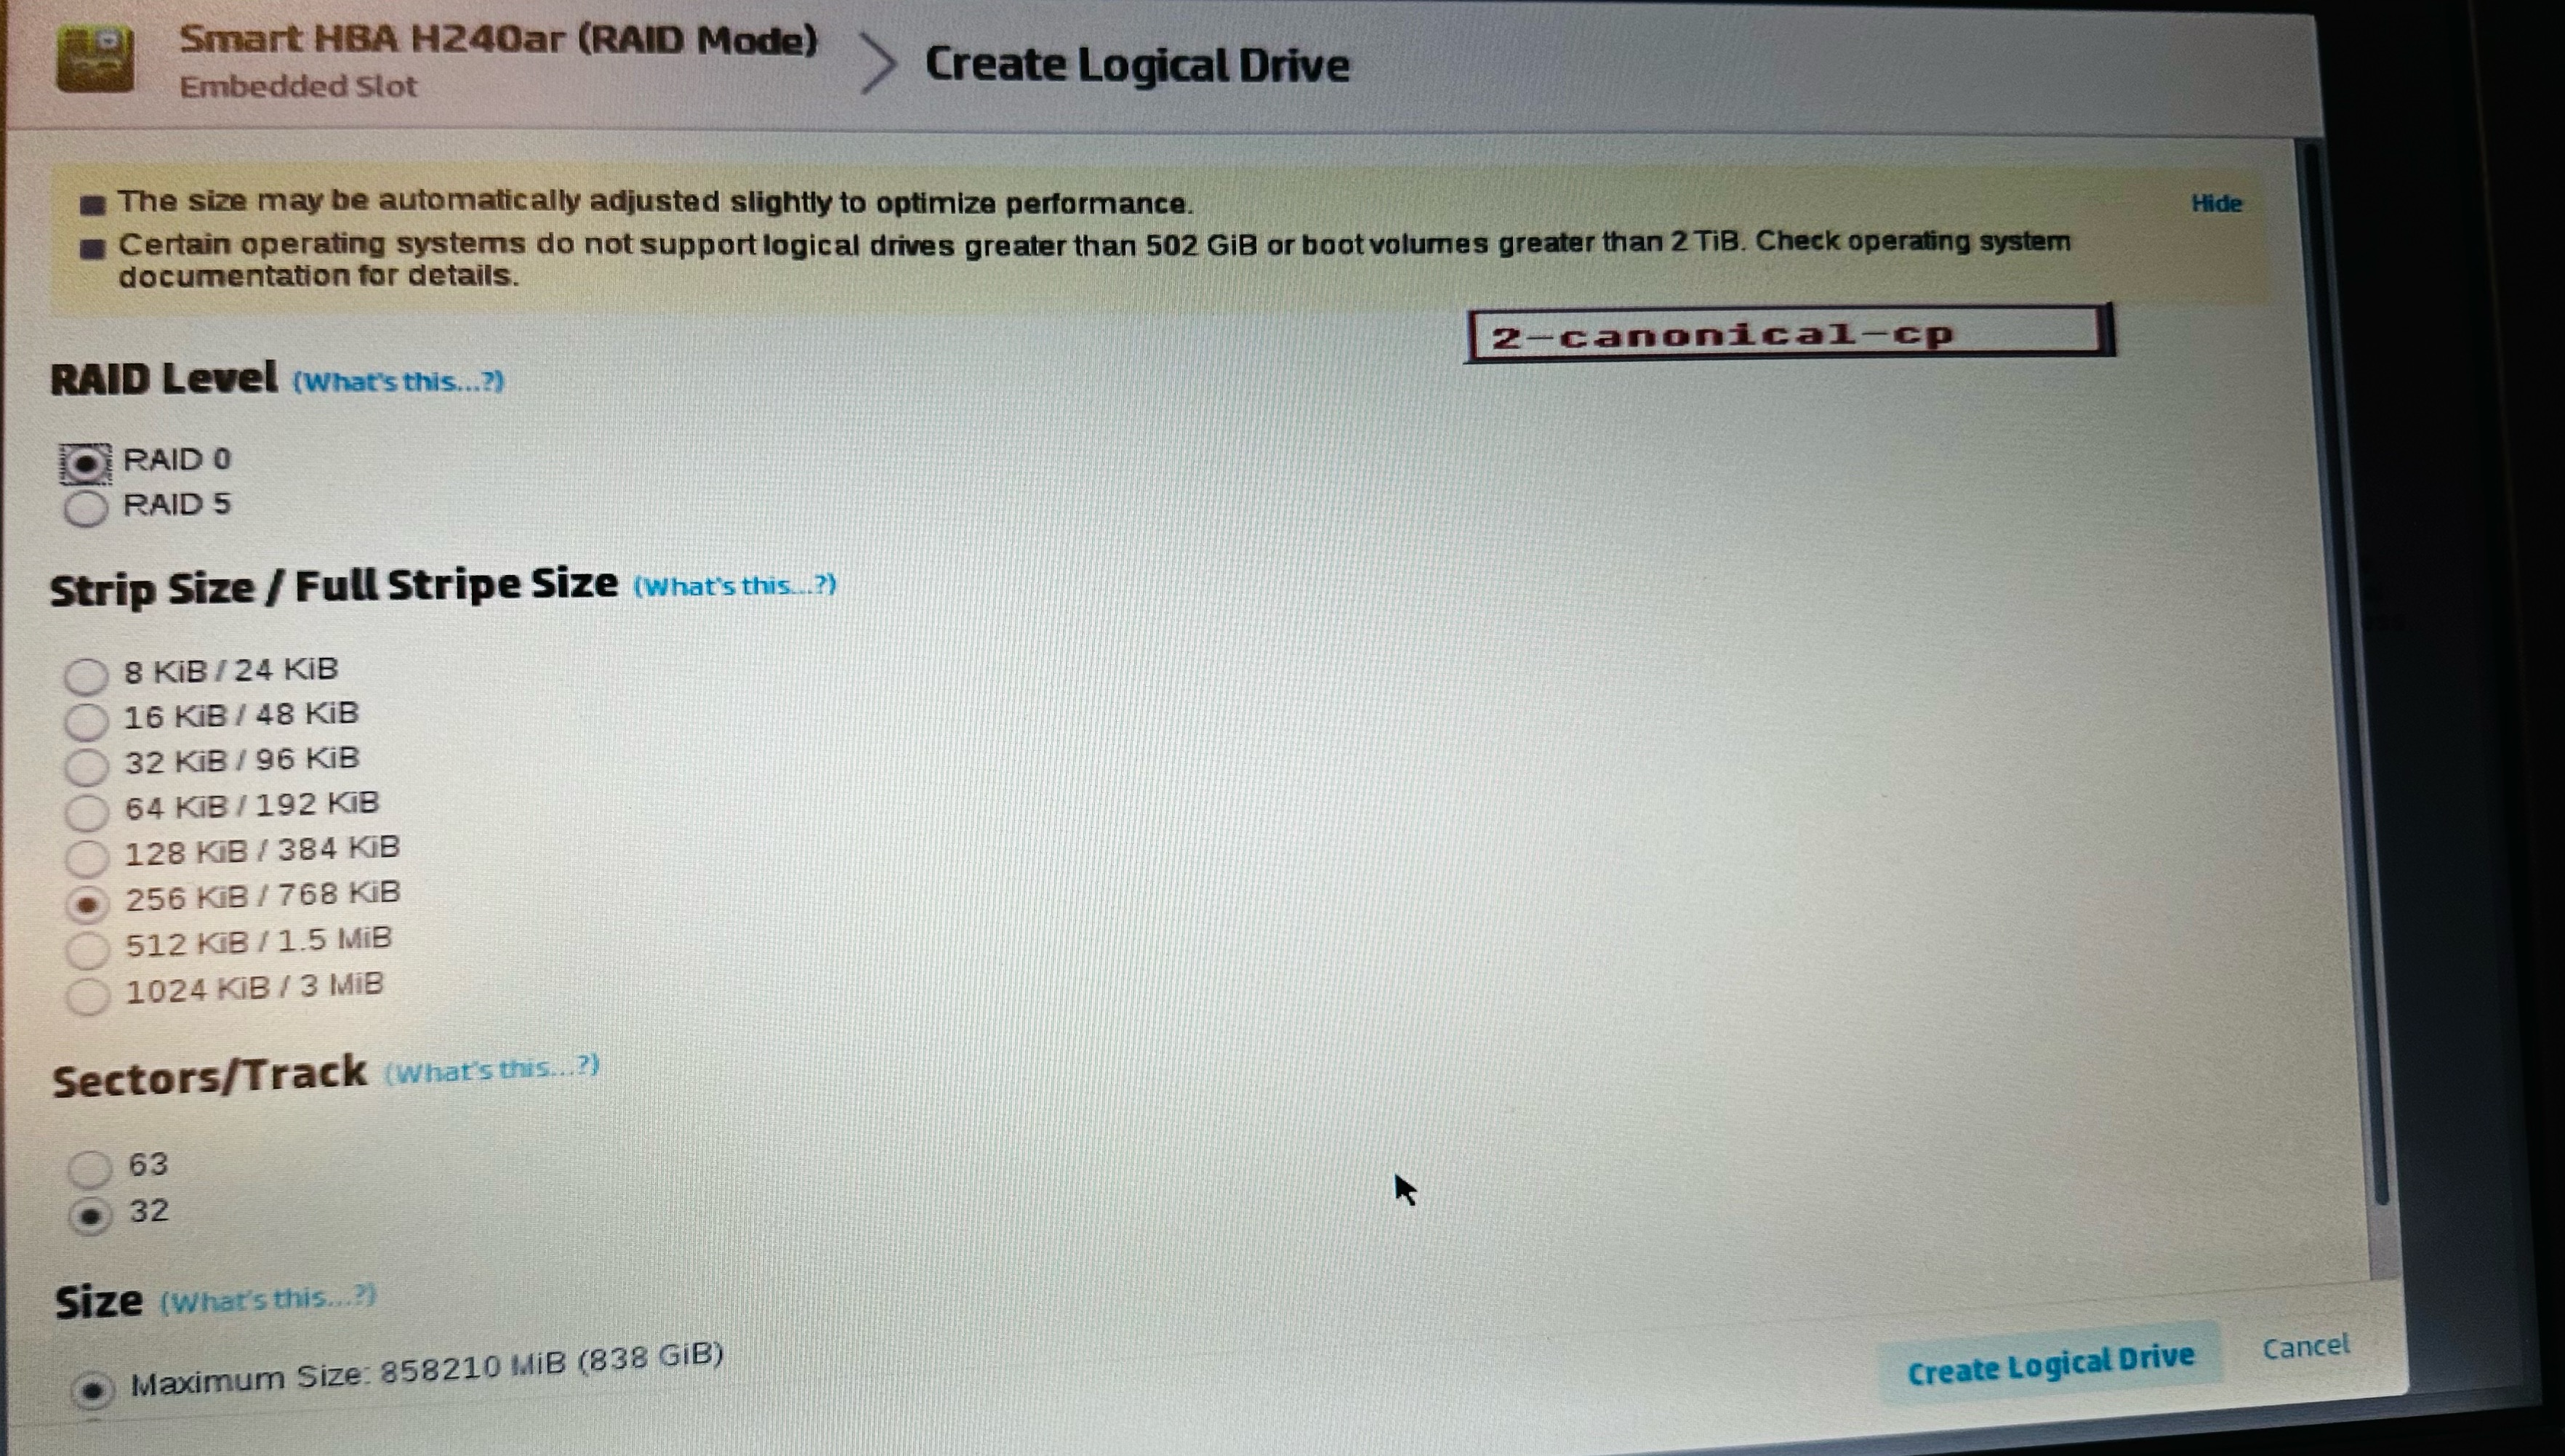 Smart HBA H240ar (RAID Mode)
Embedded Slot
Create Logical Drive
The size may be automatically adjusted slightly to optimize performance.
Hide
Certain operating systems do not support logical drives greater than 502 GiB or boot volumes greater than 2 TiB. Check operating system
documentation for details.
2-canonical-cp
RAID Level (What's this...?)
RAID 0
RAID 5
Strip Size / Full Stripe Size (What's this...?)
8 KiB / 24 KiB
16 KiB / 48 KiB
32 KiB / 96 KiB
64 KiB / 192 KiB
128 KiB / 384 KiB
256 KiB / 768 KiB
512 KiB / 1.5 MiB
1024 KiB / 3 MiB
Sectors/Track (What's this...?)
63
32
Size (What's this...?)
Maximum Size: 858210 MiB (838 GiB)
Create Logical Drive
Cancel